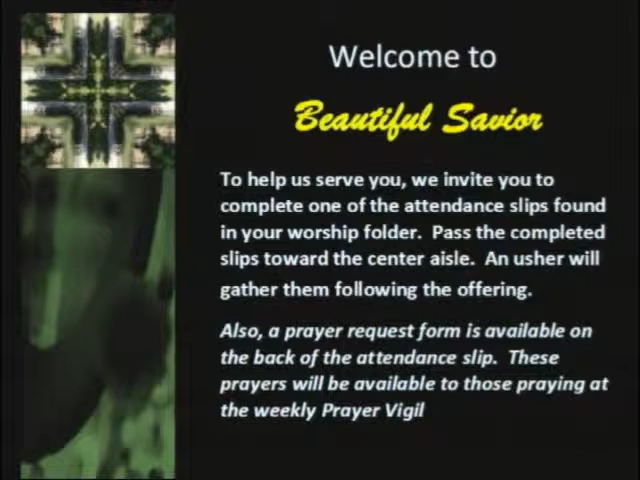 Welcome to
Beautiful Savior
To help us serve you, we invite you to
complete one of the attendance slips found
in your worship folder.  Pass the completed
slips toward the center aisle.  An usher will
gather them following the offering.
Also, a prayer request form is available on
the back of the attendance slip.  These
prayers will be available to those praying at
the weekly Prayer Vigil